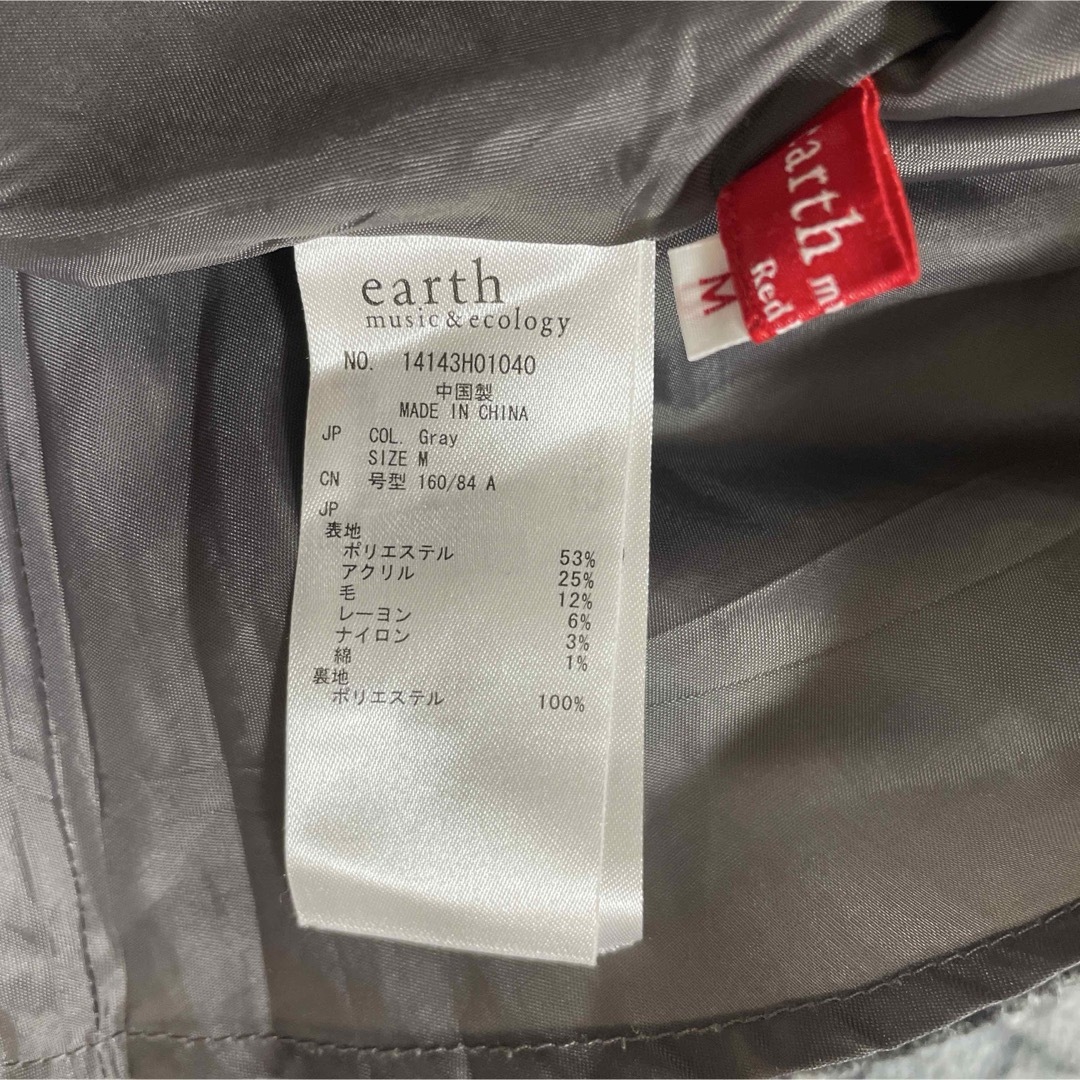 earth
music & ecology
NO. 14143H01040
中国製
MADE IN CHINA
JP COL. Gray
SIZE M
CN 号型 160/84 A
JP
表地
ポリエステル 53%
アクリル 25%
毛 12%
レーヨン 6%
ナイロン 3%
綿 1%
裏地
ポリエステル 100%
earth
Red
M